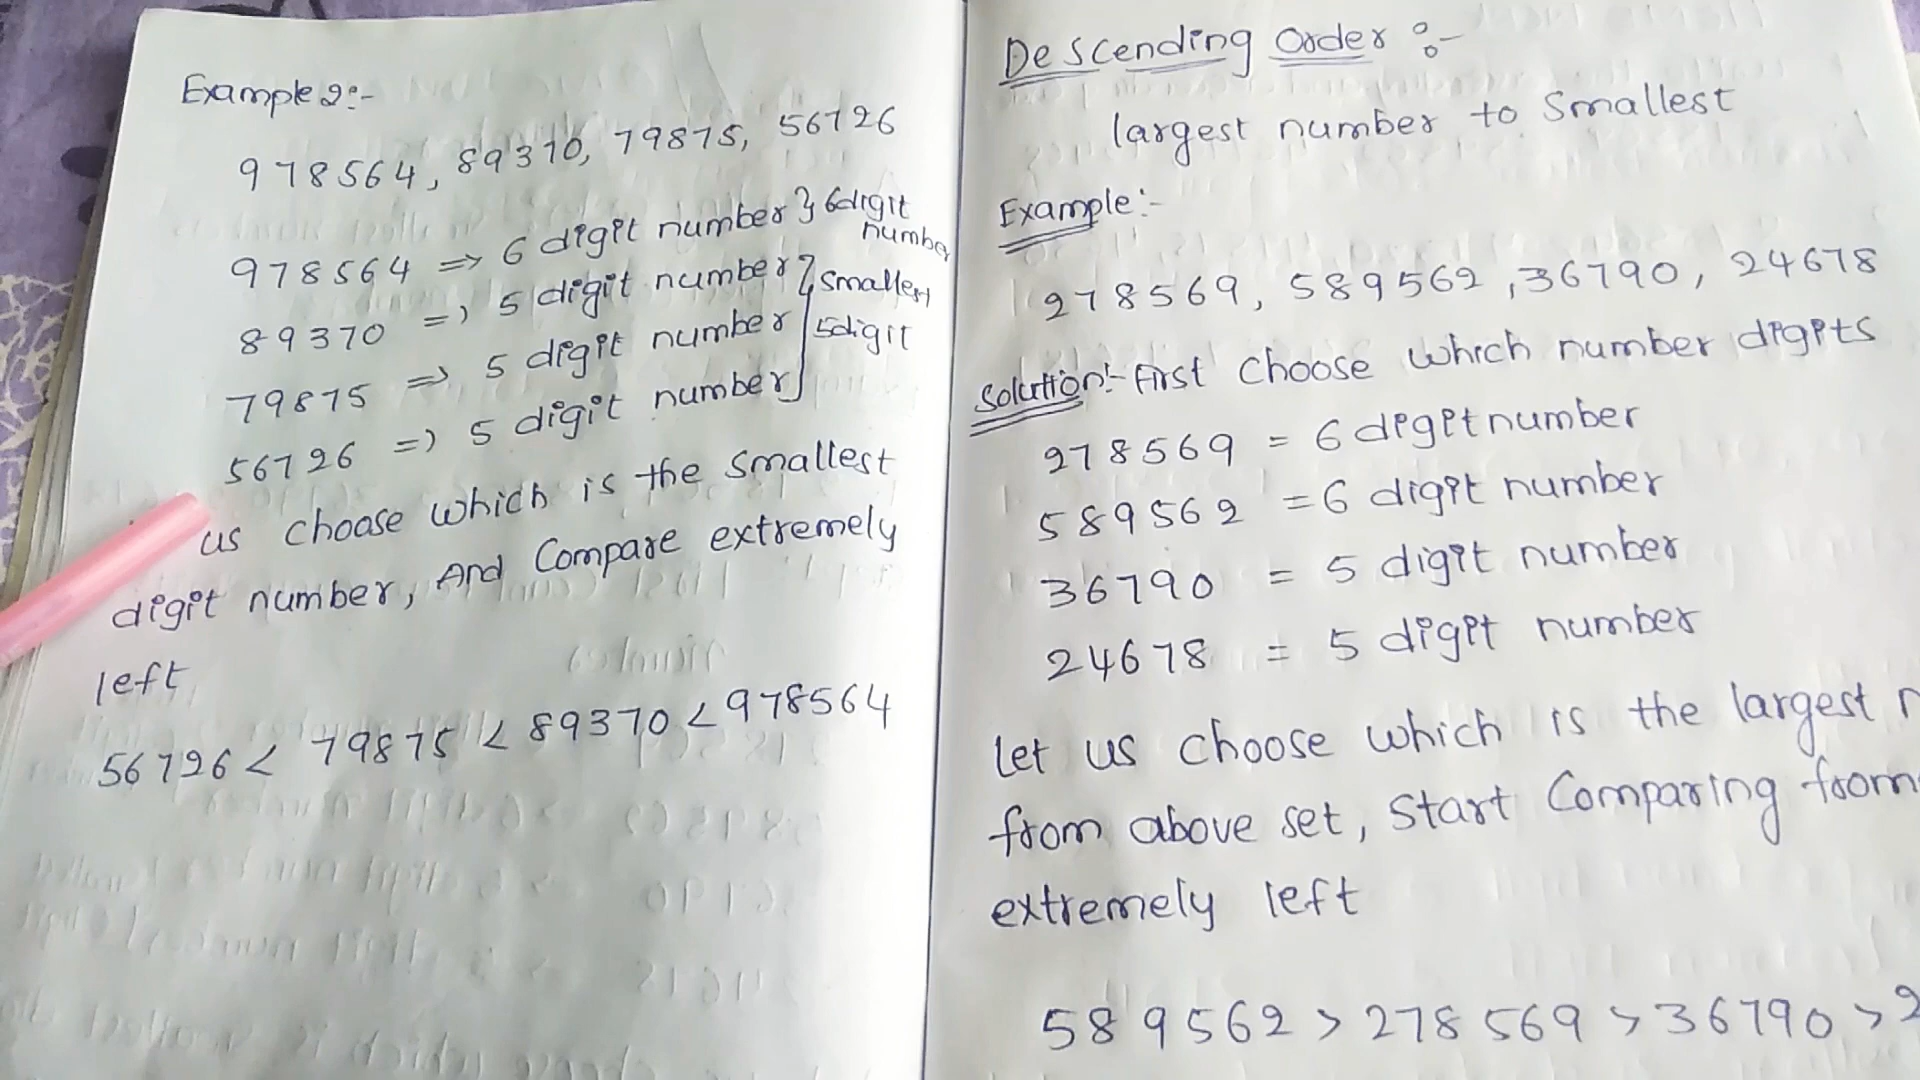 Example 2:-
978564, 89370, 79875, 56726
978564 => 6 digit number } 6digit number
89370 => 5 digit number } smallest
79875 => 5 digit number 5digit
56726 => 5 digit number
us choose which is the smallest
digit number, And Compare extremely
left
56726 < 79875 < 89370 < 978564
Descending Order :-
largest number to Smallest
Example:-
278569, 589562, 36790, 24678
Solution:- First Choose which number digits
278569 = 6 digit number
589562 = 6 digit number
36790 = 5 digit number
24678 = 5 digit number
Let us choose which is the largest
from above set, Start Comparing from
extremely left
589562 > 278569 > 36790 > 2